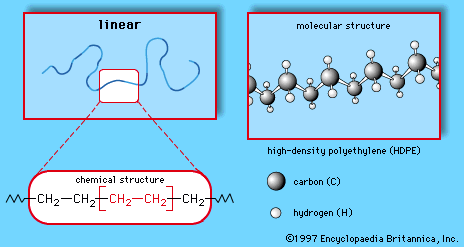 linear
molecular structure
high-density polyethylene (HDPE)
carbon (C)
hydrogen (H)
chemical structure
CH₂—CH₂—[CH₂—CH₂]—CH₂—CH₂
©1997 Encyclopaedia Britannica, Inc.